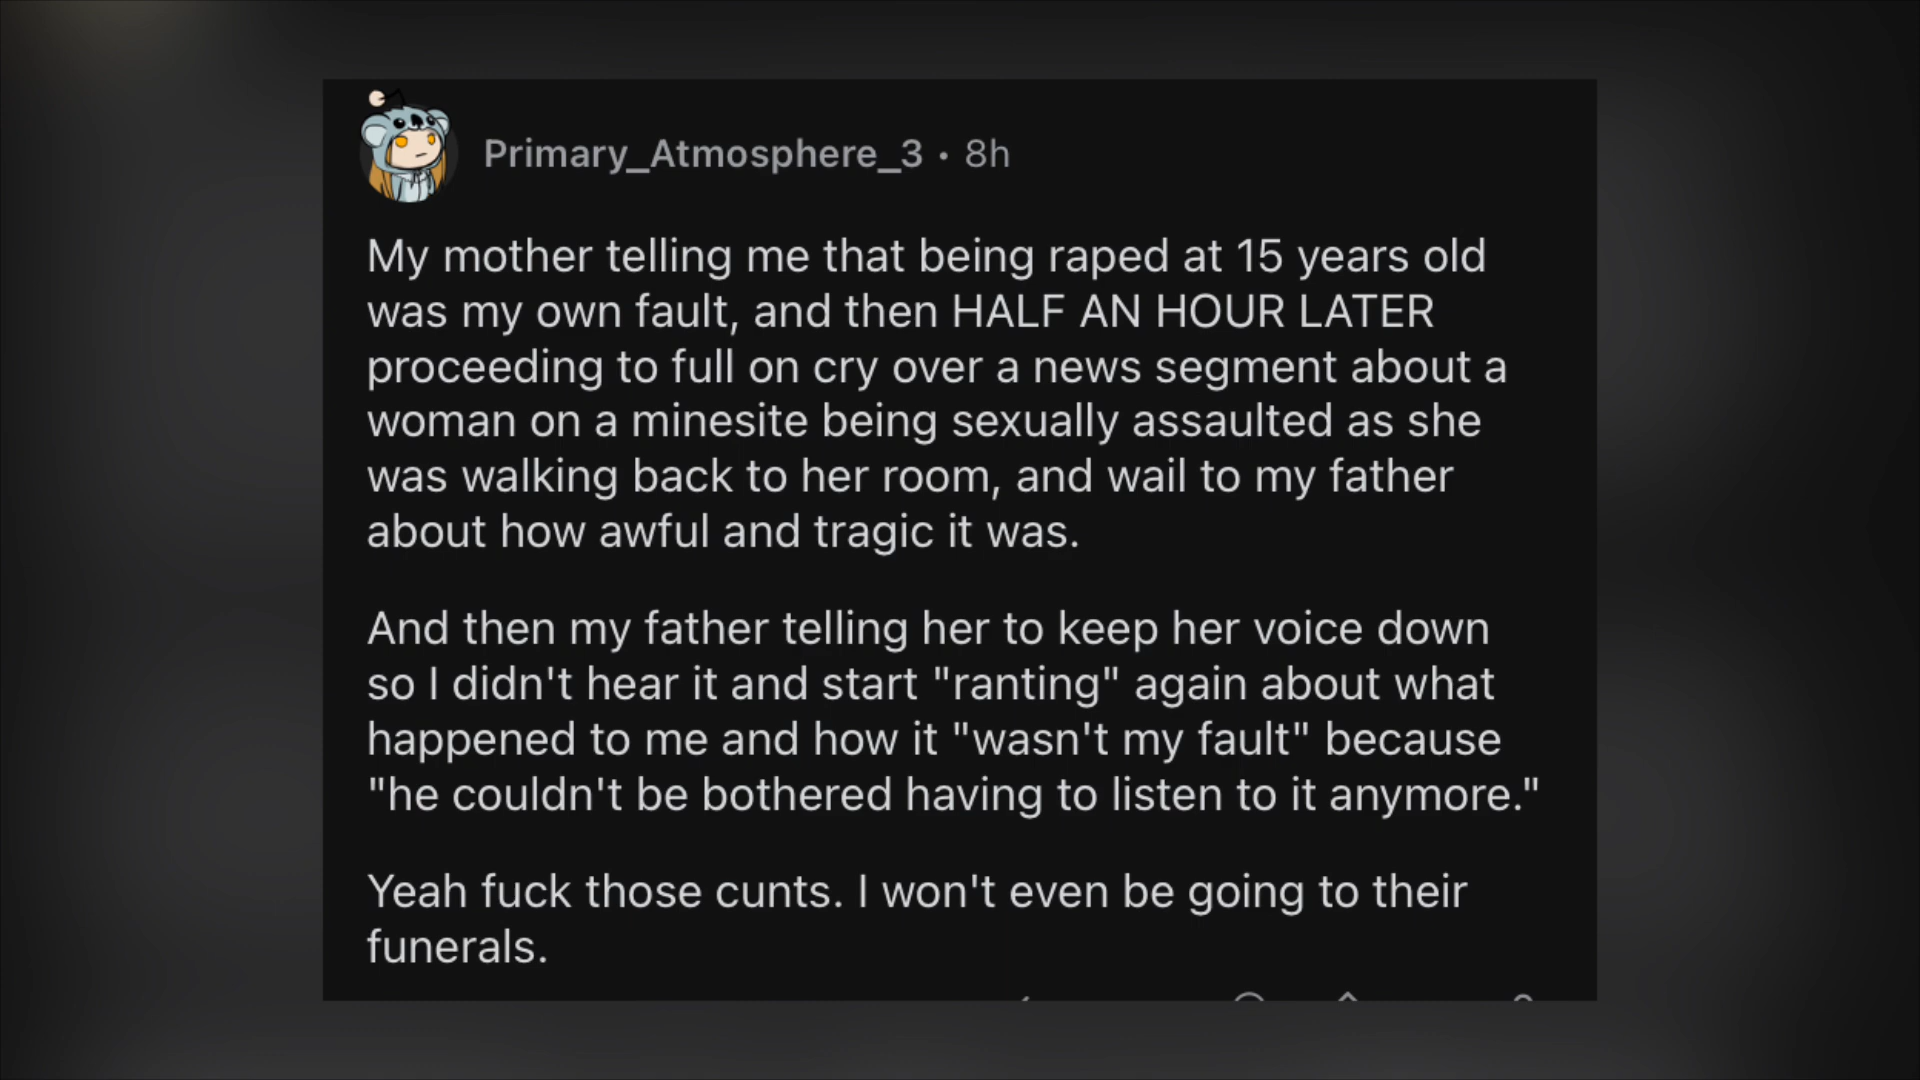 Primary_Atmosphere_3 • 8h
My mother telling me that being raped at 15 years old
was my own fault, and then HALF AN HOUR LATER
proceeding to full on cry over a news segment about a
woman on a minesite being sexually assaulted as she
was walking back to her room, and wail to my father
about how awful and tragic it was.
And then my father telling her to keep her voice down
so I didn't hear it and start "ranting" again about what
happened to me and how it "wasn't my fault" because
"he couldn't be bothered having to listen to it anymore."
Yeah fuck those cunts. I won't even be going to their
funerals.